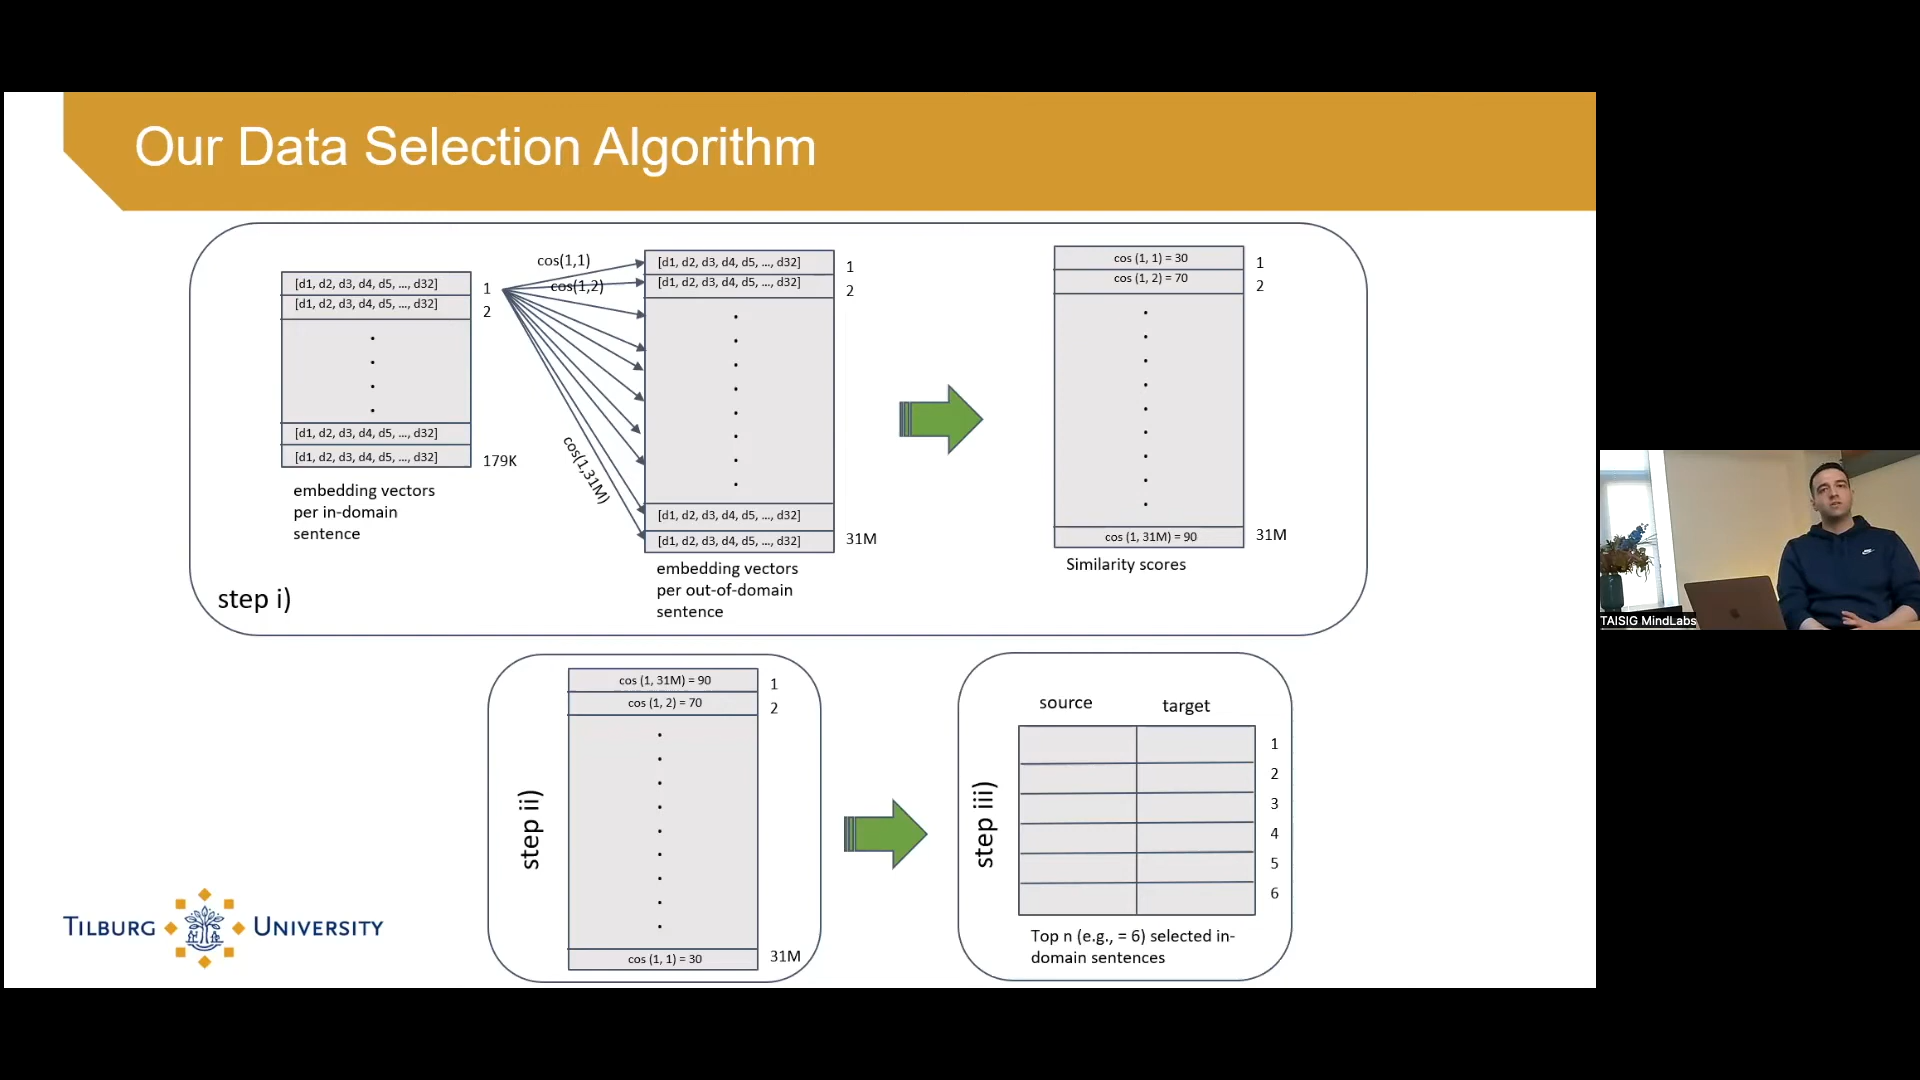 Our Data Selection Algorithm
cos(1,1)
cos(1,2)
cos(1,31M)
[d1, d2, d3, d4, d5, ..., d32] 1
[d1, d2, d3, d4, d5, ..., d32] 2
[d1, d2, d3, d4, d5, ..., d32]
[d1, d2, d3, d4, d5, ..., d32] 179K
embedding vectors
per in-domain
sentence
[d1, d2, d3, d4, d5, ..., d32] 1
[d1, d2, d3, d4, d5, ..., d32] 2
[d1, d2, d3, d4, d5, ..., d32]
[d1, d2, d3, d4, d5, ..., d32] 31M
embedding vectors
per out-of-domain
sentence
cos (1, 1) = 30 1
cos (1, 2) = 70 2
cos (1, 31M) = 90 31M
Similarity scores
step i)
TAISIG MindLabs
step ii)
cos (1, 31M) = 90 1
cos (1, 2) = 70 2
cos (1, 1) = 30 31M
step iii)
source target
1
2
3
4
5
6
Top n (e.g., = 6) selected in-
domain sentences
TILBURG UNIVERSITY